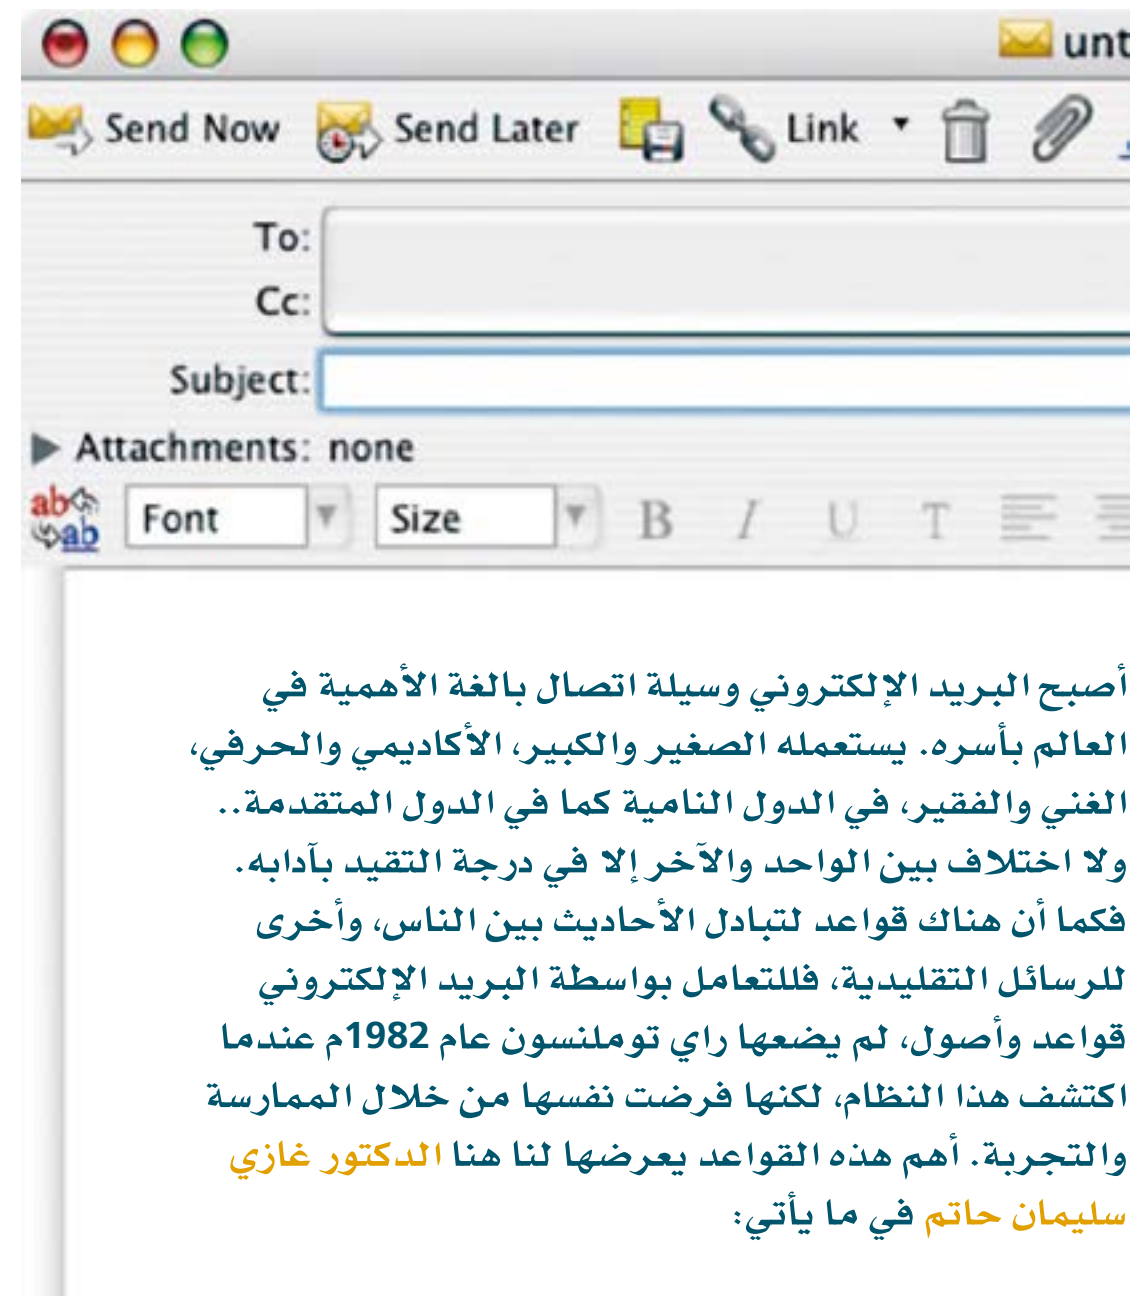 unt
Send Now Send Later Link
To:
Cc:
Subject:
Attachments: none
ab
ab Font Size B I U T
أصبح البريد الإلكتروني وسيلة اتصال بالغة الأهمية في
العالم بأسره. يستعمله الصغير والكبير، الأكاديمي والحرفي،
الغني والفقير، في الدول النامية كما في الدول المتقدمة..
ولا اختلاف بين الواحد والآخر إلا في درجة التقيد بآدابه.
فكما أن هناك قواعد لتبادل الأحاديث بين الناس، وأخرى
للرسائل التقليدية، فللتعامل بواسطة البريد الإلكتروني
قواعد وأصول، لم يضعها راي توملنسون عام 1982م عندما
اكتشف هذا النظام، لكنها فرضت نفسها من خلال الممارسة
والتجربة. أهم هذه القواعد يعرضها لنا هنا الدكتور غازي
سليمان حاتم في ما يأتي: